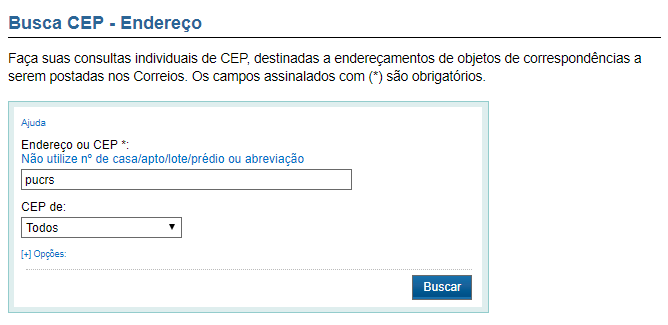 Busca CEP - Endereço
Faça suas consultas individuais de CEP, destinadas a endereçamentos de objetos de correspondências a
serem postadas nos Correios. Os campos assinalados com (*) são obrigatórios.
Ajuda
Endereço ou CEP *:
Não utilize nº de casa/apto/lote/prédio ou abreviação
pucrs
CEP de:
Todos
[+] Opções:
Buscar